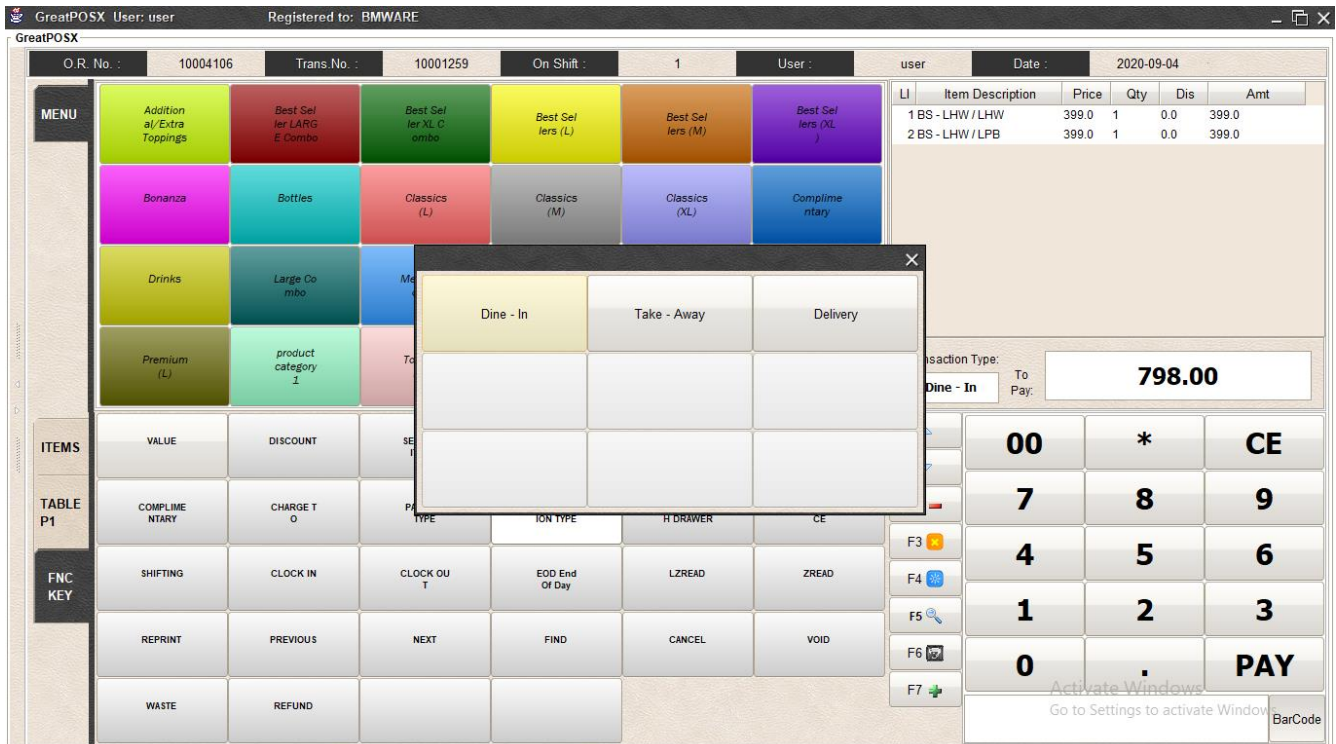 GreatPOSX User: user Registered to: BMWARE
GreatPOSX
O.R. No. : 10004106 Trans.No. : 10001259 On Shift : 1 User : user Date : 2020-09-04
MENU
Addition
al/Extra
Toppings
Best Sel
ler LARG
E Combo
Best Sel
ler XL C
ombo
Best Sel
lers (L)
Best Sel
lers (M)
Best Sel
lers (XL
)
LI Item Description Price Qty Dis Amt
1 BS - LHW / LHW 399.0 1 0.0 399.0
2 BS - LHW / LPB 399.0 1 0.0 399.0
Bonanza
Bottles
Classics
(L)
Classics
(M)
Classics
(XL)
Complime
ntary
Drinks
Large Co
mbo
Me
Dine - In
Take - Away
Delivery
Premium
(L)
product
category
1
To
nsaction Type:
Dine - In
To
Pay:
798.00
ITEMS
TABLE
P1
FNC
KEY
VALUE
DISCOUNT
SE
COMPLIME
NTARY
CHARGE T
O
PA
TYPE
ION TYPE
H DRAWER
CE
SHIFTING
CLOCK IN
CLOCK OU
T
EOD End
Of Day
LZREAD
ZREAD
REPRINT
PREVIOUS
NEXT
FIND
CANCEL
VOID
WASTE
REFUND
F3
F4
F5
F6
F7
00 * CE
7 8 9
4 5 6
1 2 3
0 . PAY
Activate Windows
Go to Settings to activate Windows.
BarCode